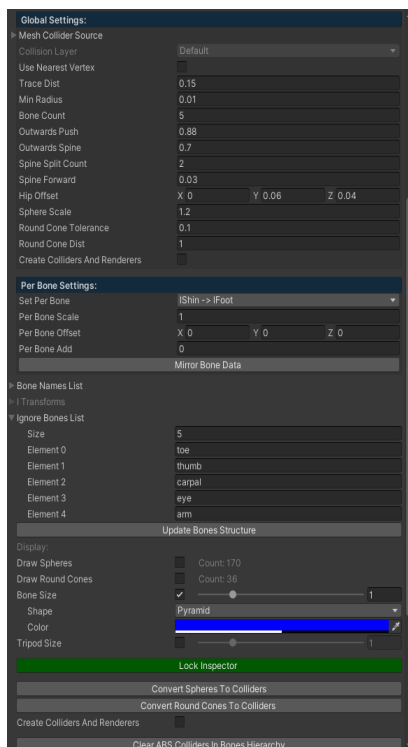 Global Settings:
Mesh Collider Source
Collision Layer Default
Use Nearest Vertex
Trace Dist 0.15
Min Radius 0.01
Bone Count 5
Outwards Push 0.88
Outwards Spine 0.7
Spine Split Count 2
Spine Forward 0.03
Hip Offset X 0 Y 0.06 Z 0.04
Sphere Scale 1.2
Round Cone Tolerance 0.1
Round Cone Dist 1
Create Colliders And Renderers
Per Bone Settings:
Set Per Bone lShin -> lFoot
Per Bone Scale 1
Per Bone Offset X 0 Y 0 Z 0
Per Bone Add 0
Mirror Bone Data
Bone Names List
I Transforms
Ignore Bones List
Size 5
Element 0 toe
Element 1 thumb
Element 2 carpal
Element 3 eye
Element 4 arm
Update Bones Structure
Display:
Draw Spheres Count: 170
Draw Round Cones Count: 36
Bone Size 1
Shape Pyramid
Color
Tripod Size 1
Lock Inspector
Convert Spheres To Colliders
Convert Round Cones To Colliders
Create Colliders And Renderers
Clear ABS Colliders In Bones Hierarchy